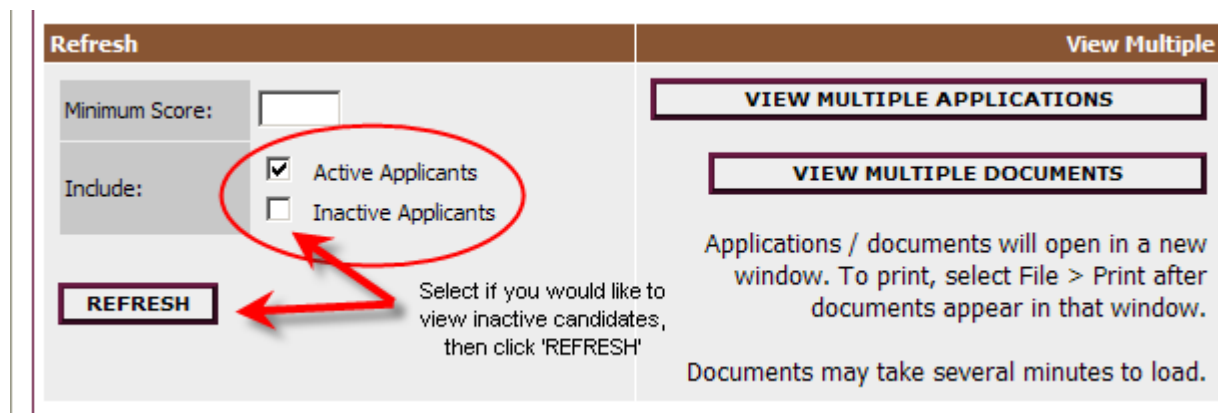 Refresh
View Multiple
Minimum Score:
Include:
Active Applicants
Inactive Applicants
REFRESH
Select if you would like to
view inactive candidates,
then click 'REFRESH'
VIEW MULTIPLE APPLICATIONS
VIEW MULTIPLE DOCUMENTS
Applications / documents will open in a new
window. To print, select File > Print after
documents appear in that window.
Documents may take several minutes to load.